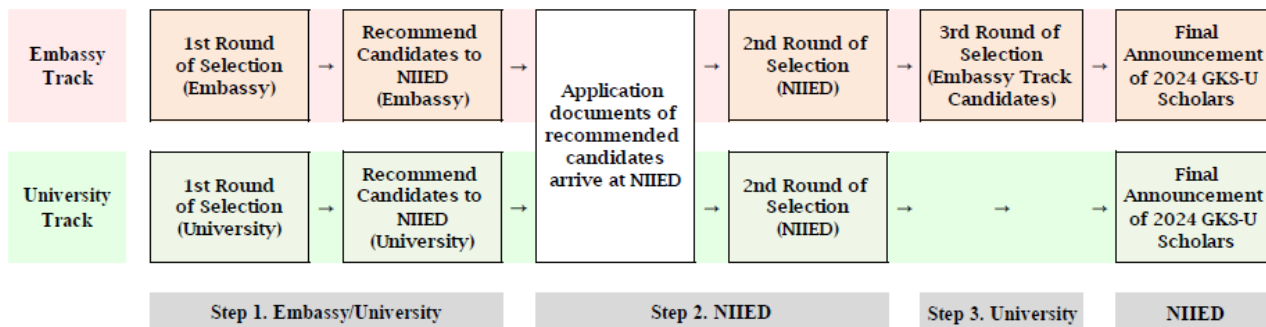 Embassy
Track
1st Round
of Selection
(Embassy)
→
Recommend
Candidates to
NIIED
(Embassy)
→
Application
documents of
recommended
candidates
arrive at NIIED
→
2nd Round of
Selection
(NIIED)
→
3rd Round of
Selection
(Embassy Track
Candidates)
→
Final
Announcement
of 2024 GKS-U
Scholars
University
Track
1st Round
of Selection
(University)
→
Recommend
Candidates to
NIIED
(University)
→
→
2nd Round of
Selection
(NIIED)
→
→
→
Final
Announcement
of 2024 GKS-U
Scholars
Step 1. Embassy/University
Step 2. NIIED
Step 3. University
NIIED